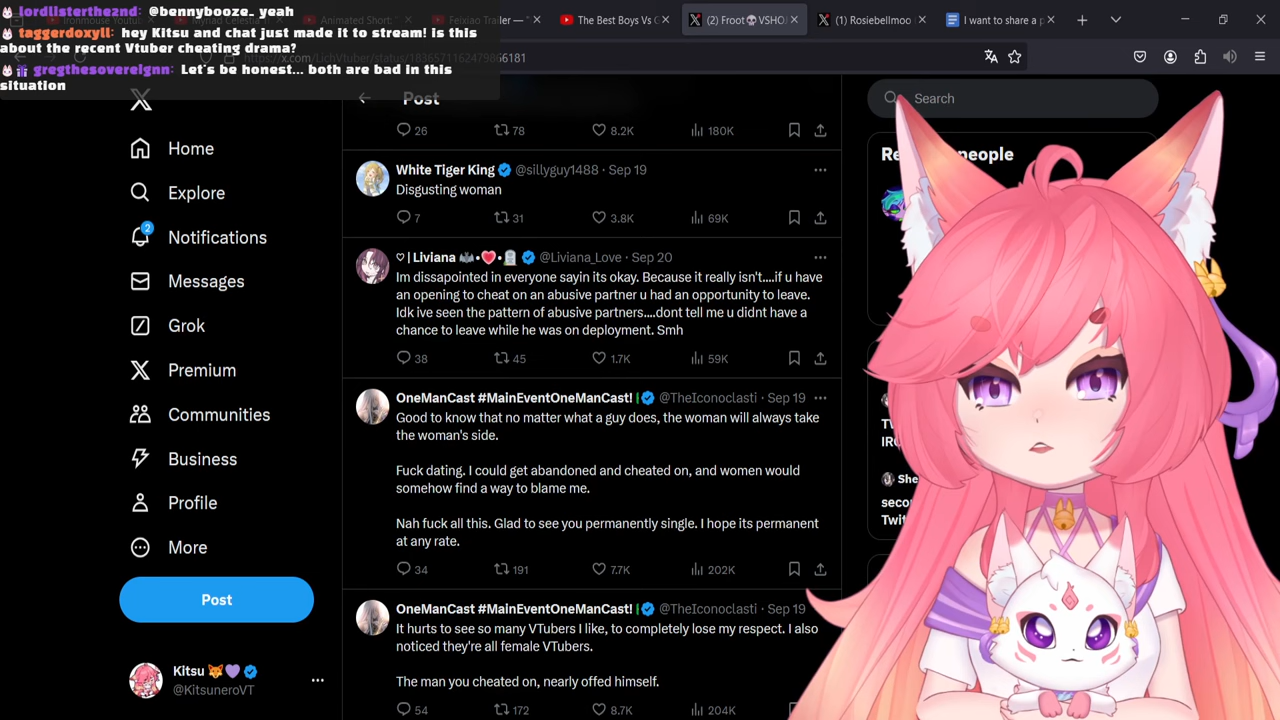 lordlisterthe2nd: @bennybooze_ yeah
taggerdoxyll: hey Kitsu and chat just made it to stream! is this
about the recent Vtuber cheating drama?
gregthesovereignn: Let's be honest... both are bad in this
situation
The Best Boys Vs G
(2) Froot💀VSHO
(1) Rosiebellmoo
I want to share a p
181
Post
Search
26 78 8.2K 180K
Home
Explore
Notifications
2
Messages
Grok
Premium
Communities
Business
Profile
More
Post
Kitsu 🦊💜
@KitsuneroVT
White Tiger King @sillyguy1488 · Sep 19
Disgusting woman
7 31 3.8K 69K
♡ | Liviana 🦇•❤️•🪦 @Liviana_Love · Sep 20
Im dissapointed in everyone sayin its okay. Because it really isn't....if u have
an opening to cheat on an abusive partner u had an opportunity to leave.
Idk ive seen the pattern of abusive partners....dont tell me u didnt have a
chance to leave while he was on deployment. Smh
38 45 1.7K 59K
OneManCast #MainEventOneManCast! @TheIconoclasti · Sep 19
Good to know that no matter what a guy does, the woman will always take
the woman's side.
Fuck dating. I could get abandoned and cheated on, and women would
somehow find a way to blame me.
Nah fuck all this. Glad to see you permanently single. I hope its permanent
at any rate.
34 191 7.7K 202K
OneManCast #MainEventOneManCast! @TheIconoclasti · Sep 19
It hurts to see so many VTubers I like, to completely lose my respect. I also
noticed they're all female VTubers.
The man you cheated on, nearly offed himself.
54 172 8.7K 204K
people